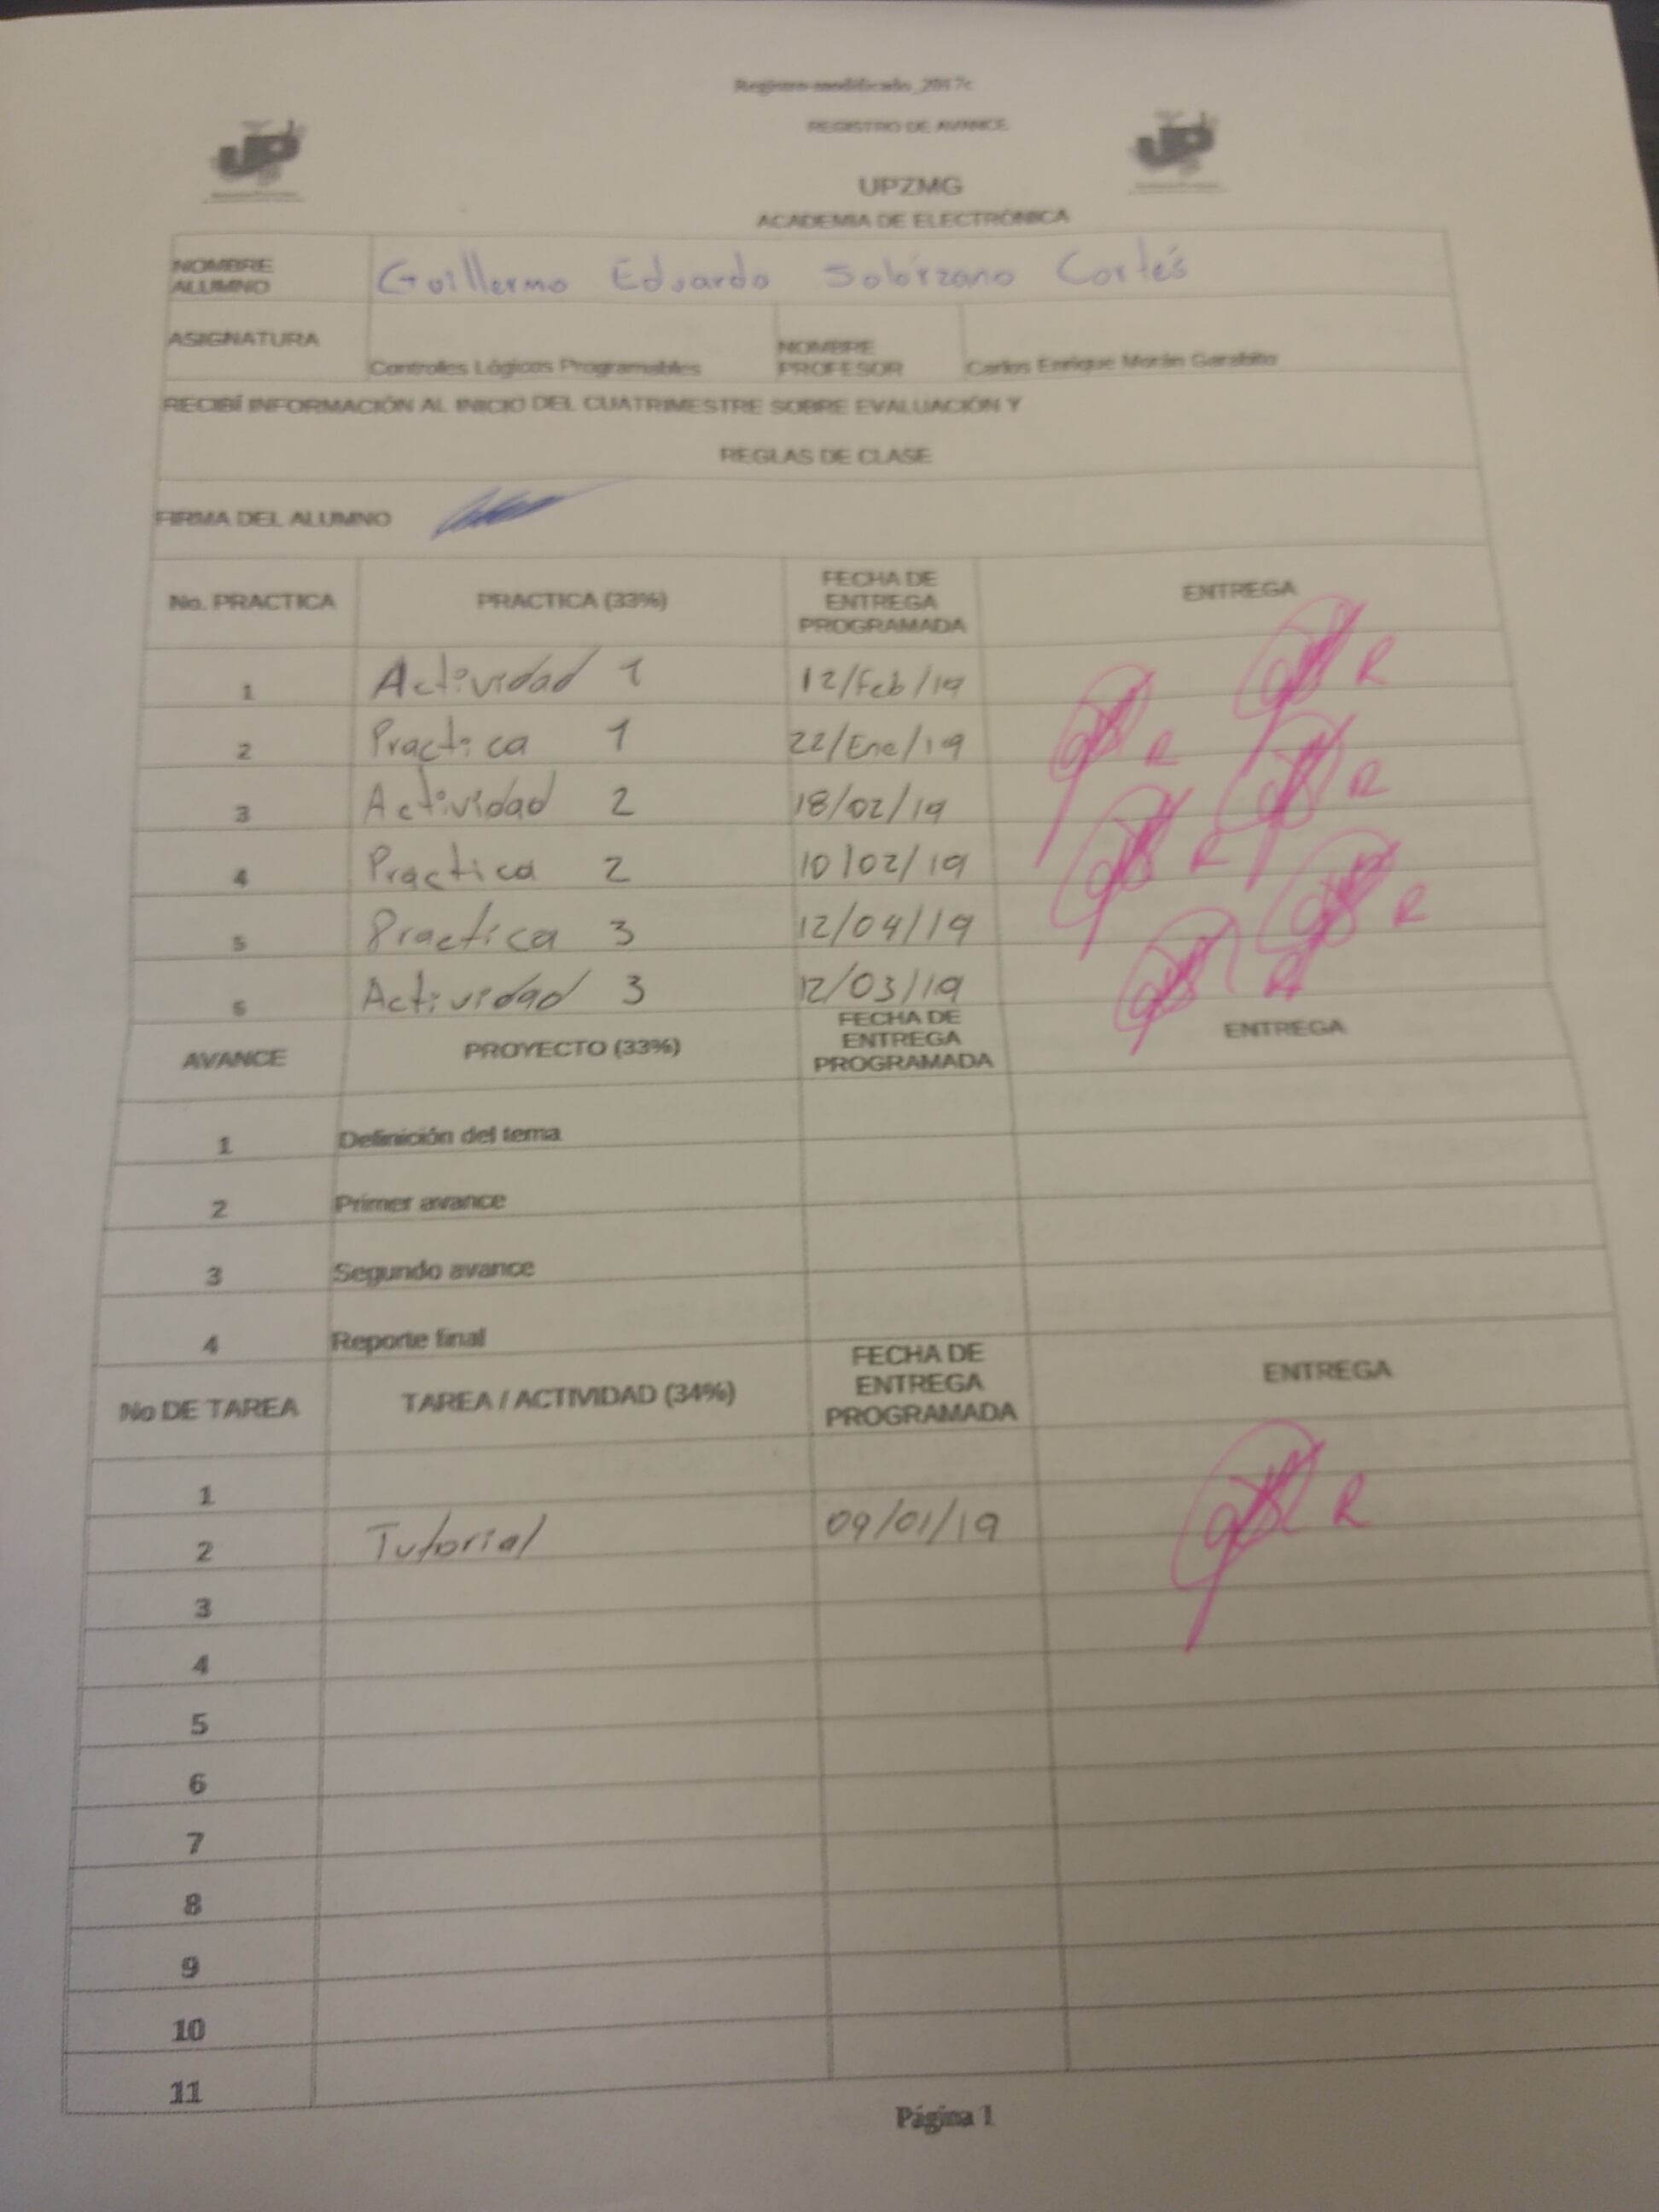 Registro modificado_2017c
REGISTRO DE AVANCE
UPZMG
ACADEMIA DE ELECTRÓNICA
NOMBRE ALUMNO Guillermo Eduardo Solórzano Cortés
ASIGNATURA Controles Lógicos Programables NOMBRE PROFESOR Carlos Enrique Morán Garabito
RECIBÍ INFORMACIÓN AL INICIO DEL CUATRIMESTRE SOBRE EVALUACIÓN Y
REGLAS DE CLASE
FIRMA DEL ALUMNO
No. PRACTICA PRACTICA (33%) FECHA DE ENTREGA PROGRAMADA ENTREGA
1 Actividad 1 12/Feb/19 R
2 Practica 1 22/Ene/19 R
3 Actividad 2 18/02/19 R
4 Practica 2 10/02/19 R
5 Practica 3 12/04/19 R
6 Actividad 3 12/03/19 R
AVANCE PROYECTO (33%) FECHA DE ENTREGA PROGRAMADA ENTREGA
1 Definición del tema
2 Primer avance
3 Segundo avance
4 Reporte final
No DE TAREA TAREA / ACTIVIDAD (34%) FECHA DE ENTREGA PROGRAMADA ENTREGA
1
2 Tutorial 09/01/19 R
3
4
5
6
7
8
9
10
11
Página 1